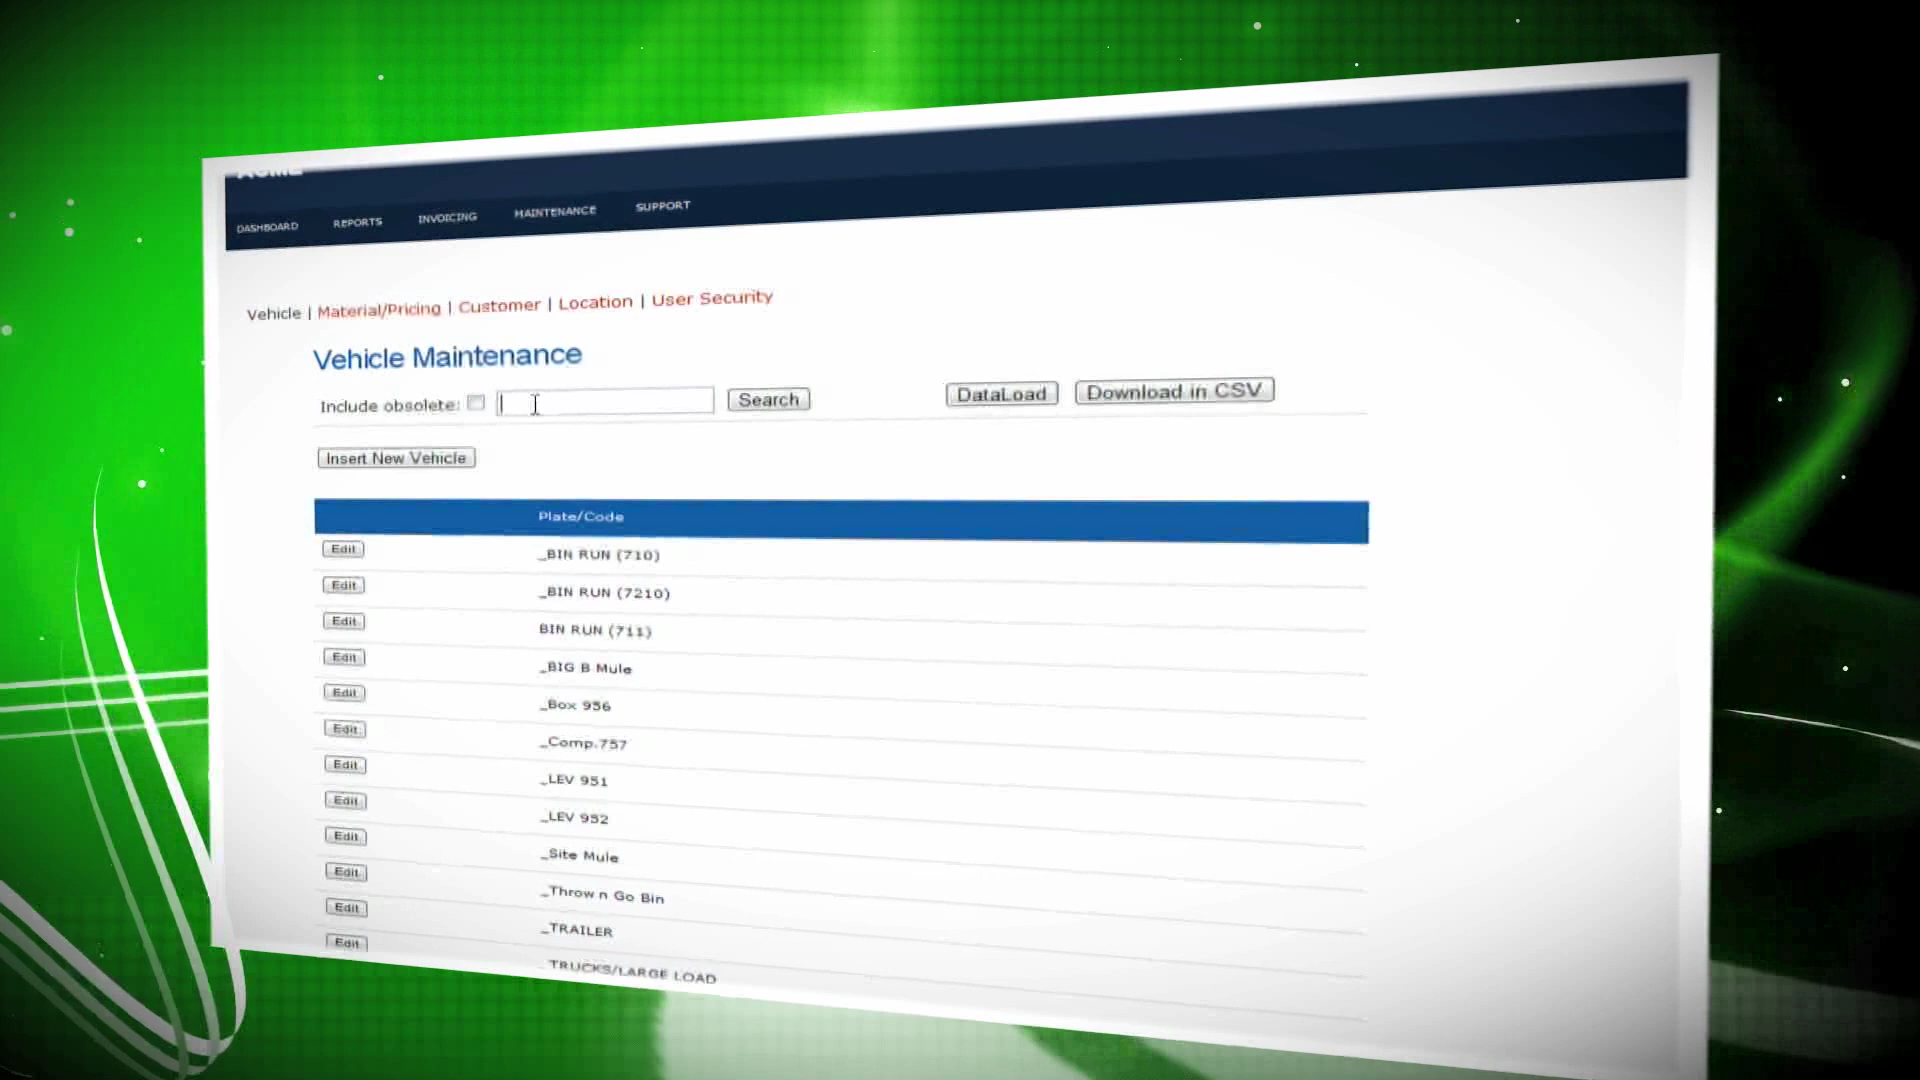 ACME
DASHBOARD REPORTS INVOICING MAINTENANCE SUPPORT
Vehicle | Material/Pricing | Customer | Location | User Security
Vehicle Maintenance
Include obsolete: Search DataLoad Download in CSV
Insert New Vehicle
Plate/Code
Edit _BIN RUN (710)
Edit _BIN RUN (7210)
Edit BIN RUN (711)
Edit _BIG B Mule
Edit _Box 956
Edit _Comp.757
Edit _LEV 951
Edit _LEV 952
Edit _Site Mule
Edit _Throw n Go Bin
Edit _TRAILER
Edit _TRUCKS/LARGE LOAD